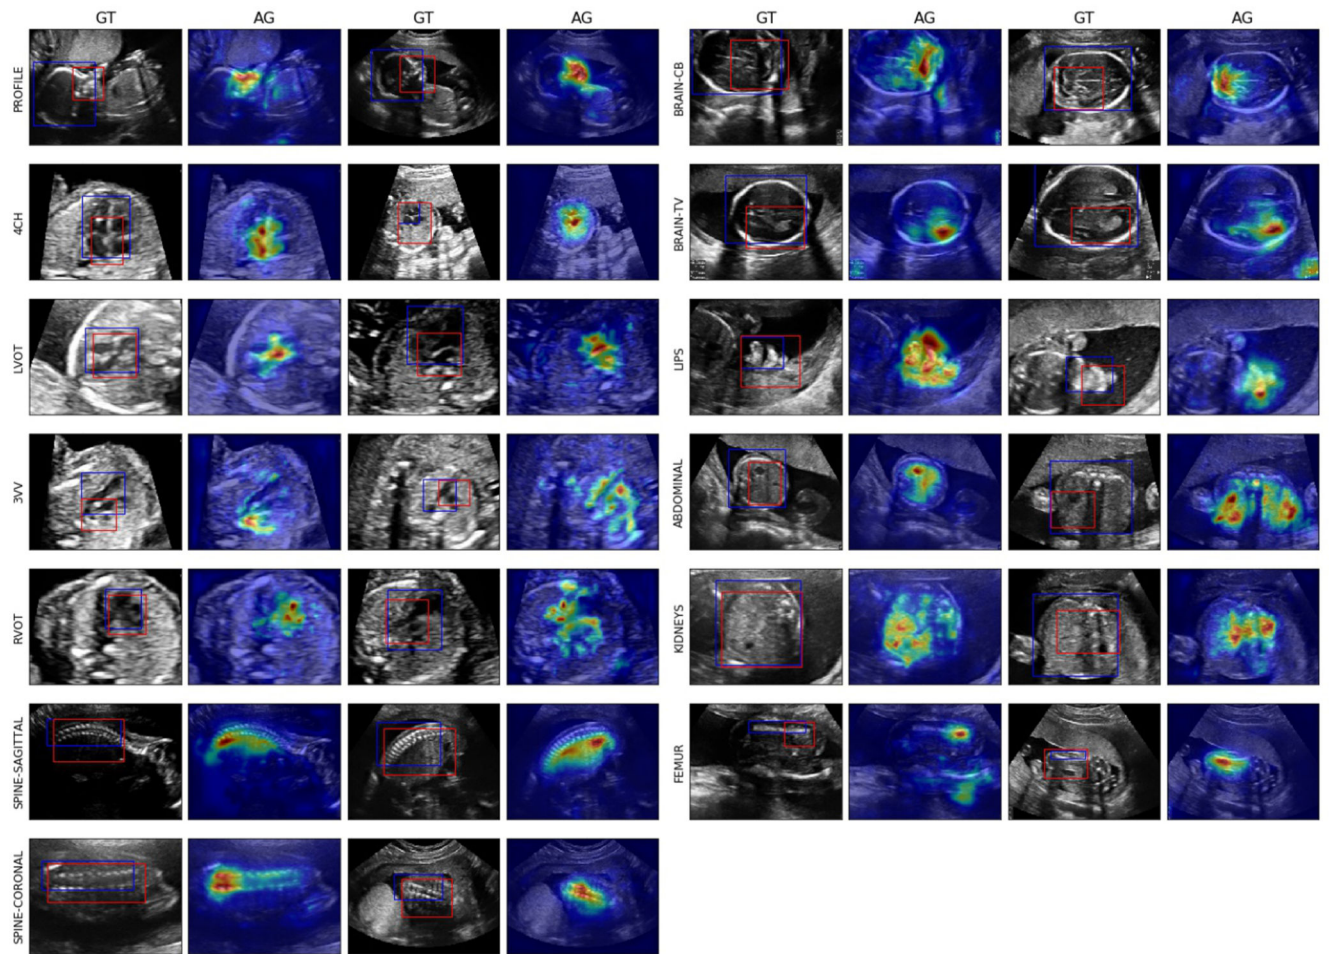 GT AG GT AG GT AG GT AG
PROFILE
BRAIN-CB
4CH
BRAIN-TV
LVOT
LIPS
3VV
ABDOMINAL
RVOT
KIDNEYS
SPINE-SAGITTAL
FEMUR
SPINE-CORONAL